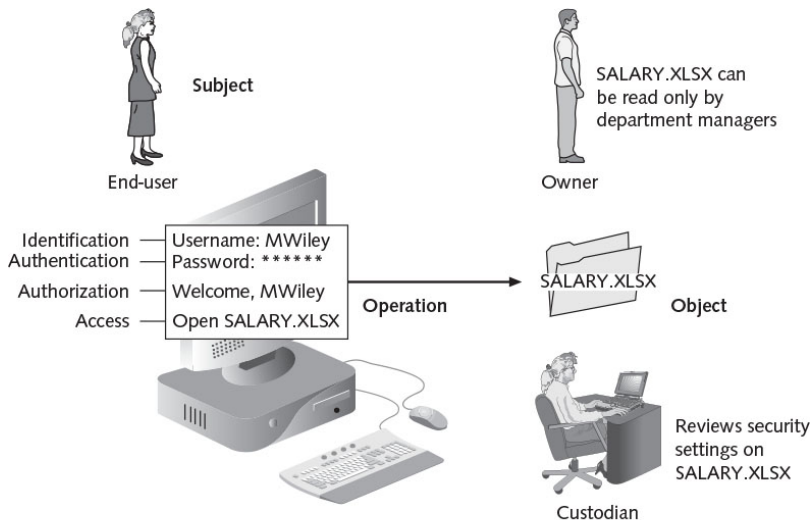 Subject
End-user
SALARY.XLSX can
be read only by
department managers
Owner
Identification
Username: MWiley
Authentication
Password: ******
Authorization
Welcome, MWiley
Access
Open SALARY.XLSX
Operation
SALARY.XLSX
Object
Reviews security
settings on
SALARY.XLSX
Custodian